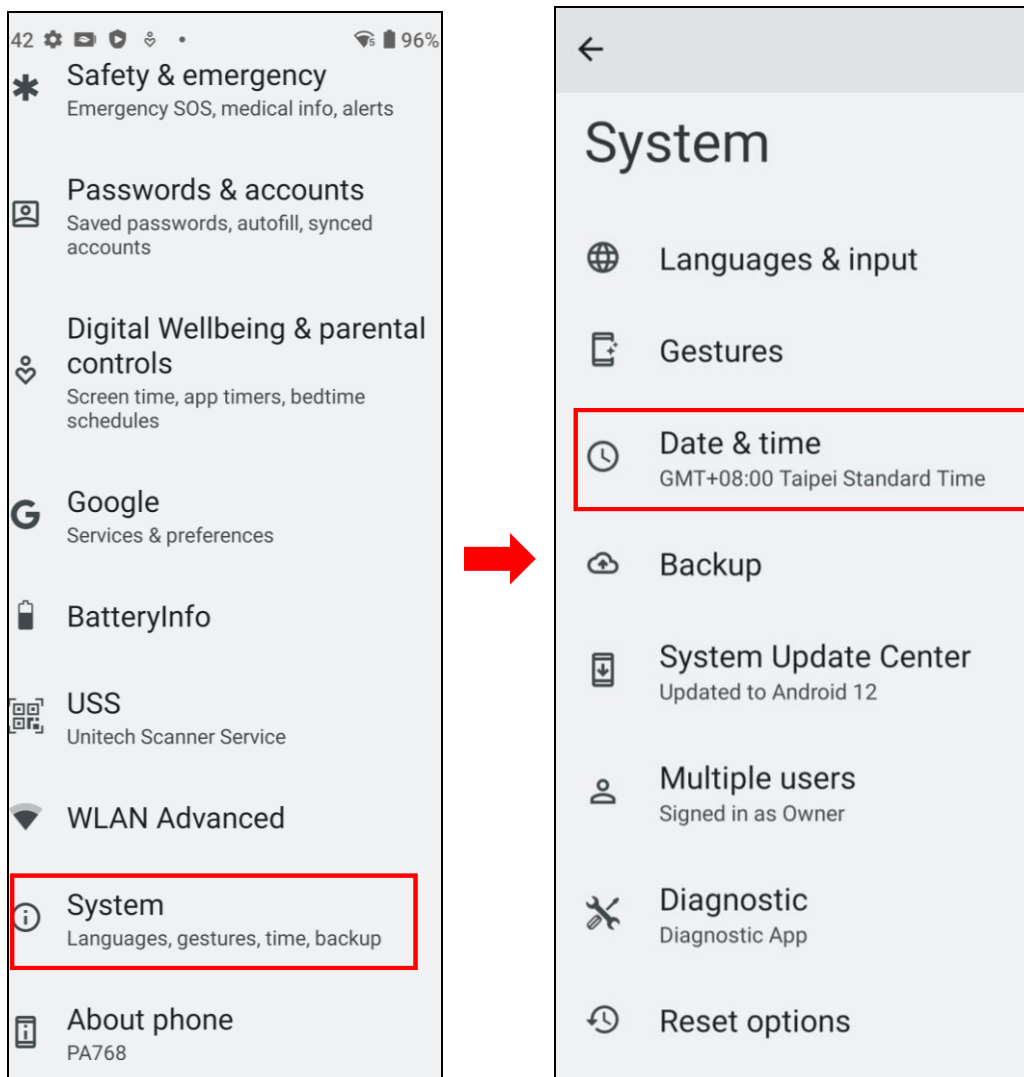 42 96%
Safety & emergency
Emergency SOS, medical info, alerts
Passwords & accounts
Saved passwords, autofill, synced
accounts
Digital Wellbeing & parental
controls
Screen time, app timers, bedtime
schedules
Google
Services & preferences
BatteryInfo
USS
Unitech Scanner Service
WLAN Advanced
System
Languages, gestures, time, backup
About phone
PA768
System
Languages & input
Gestures
Date & time
GMT+08:00 Taipei Standard Time
Backup
System Update Center
Updated to Android 12
Multiple users
Signed in as Owner
Diagnostic
Diagnostic App
Reset options